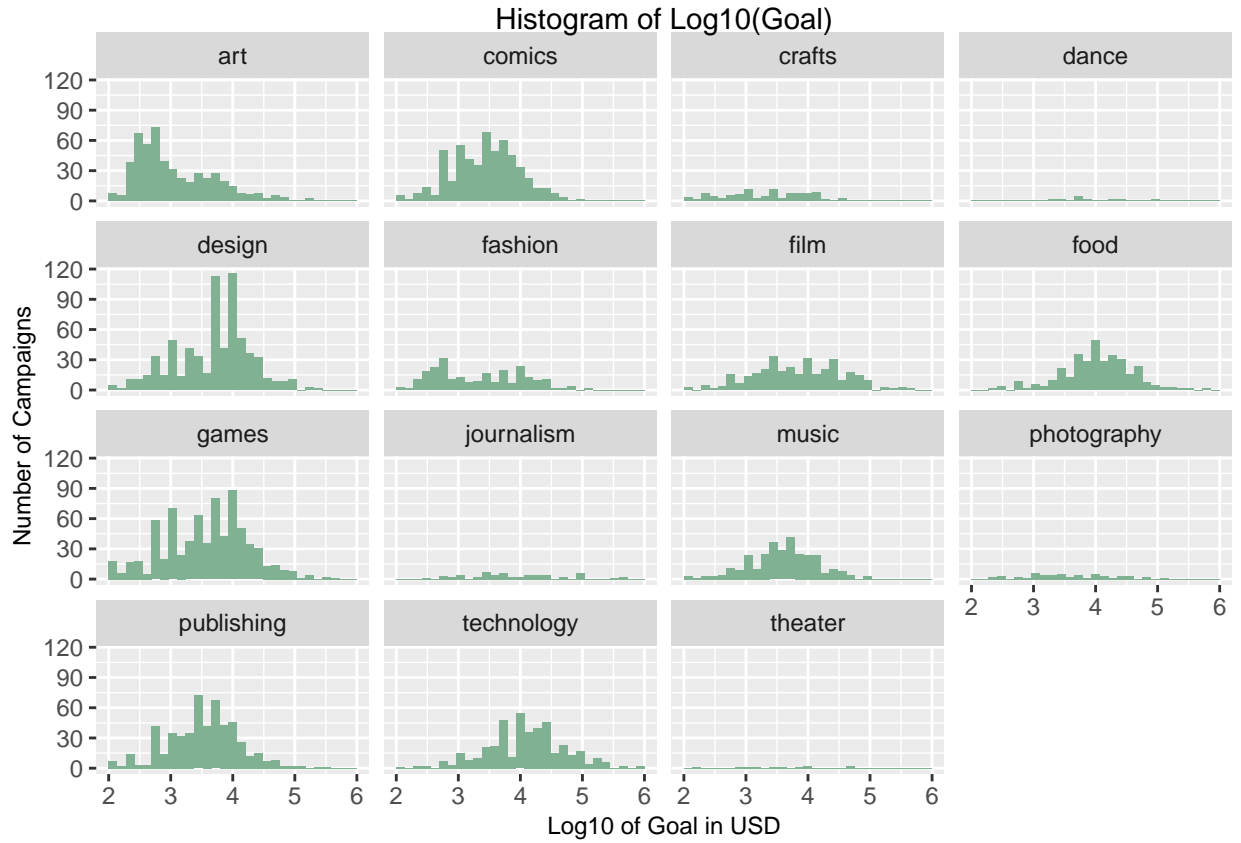 Histogram of Log10(Goal)
art comics crafts dance
120
90
60
30
0
design fashion film food
120
90
60
30
0
Number of Campaigns
games journalism music photography
120
90
60
30
0
2 3 4 5 6
publishing technology theater
120
90
60
30
0
2 3 4 5 6 2 3 4 5 6 2 3 4 5 6
Log10 of Goal in USD